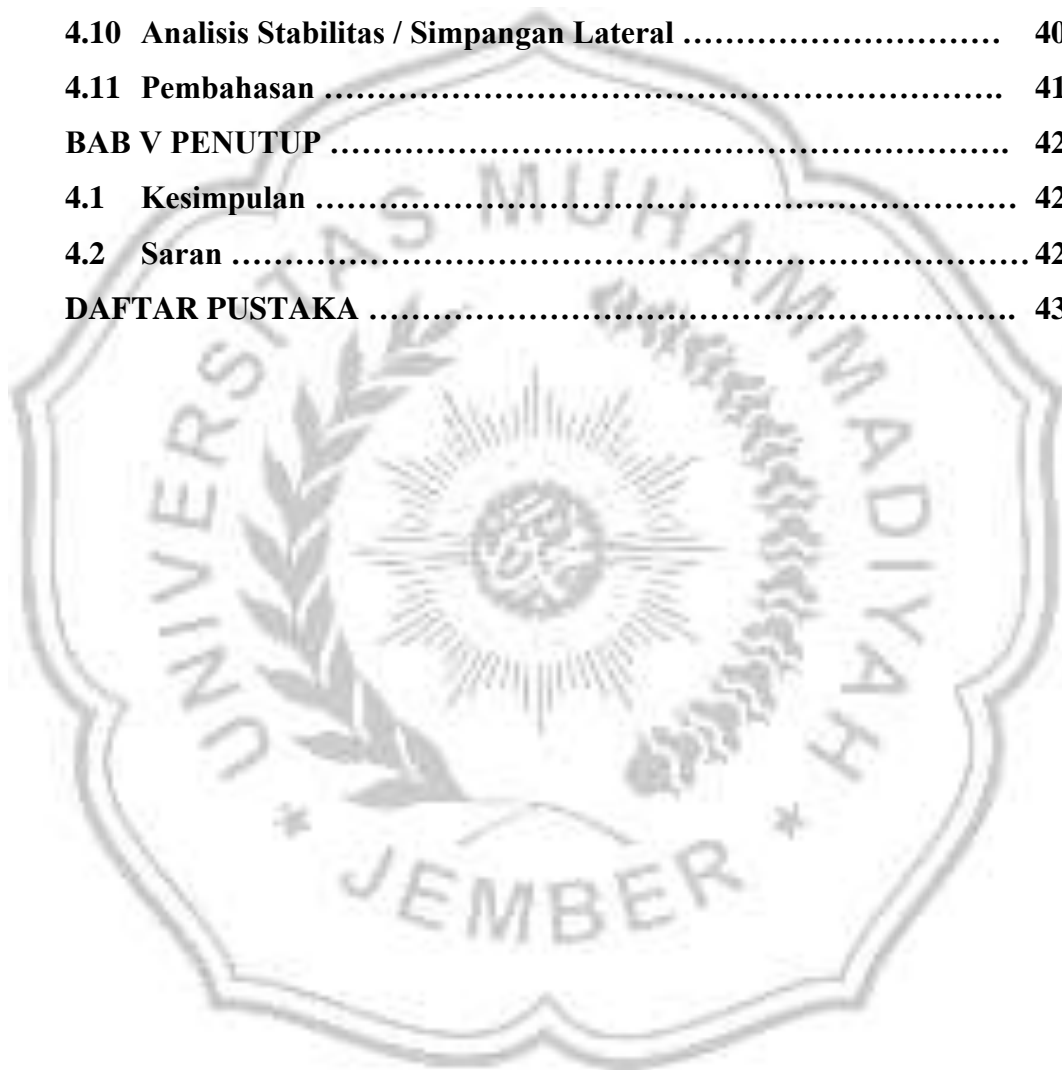 4.10 Analisis Stabilitas / Simpangan Lateral ………………………… 40
4.11 Pembahasan ………………………………………………………. 41
BAB V PENUTUP ………………………………………………………. 42
4.1 Kesimpulan ………………………………………………………… 42
4.2 Saran ………………………………………………………………… 42
DAFTAR PUSTAKA ……………………………………………………. 43
UNIVERSITAS MUHAMMADIYAH
* JEMBER *